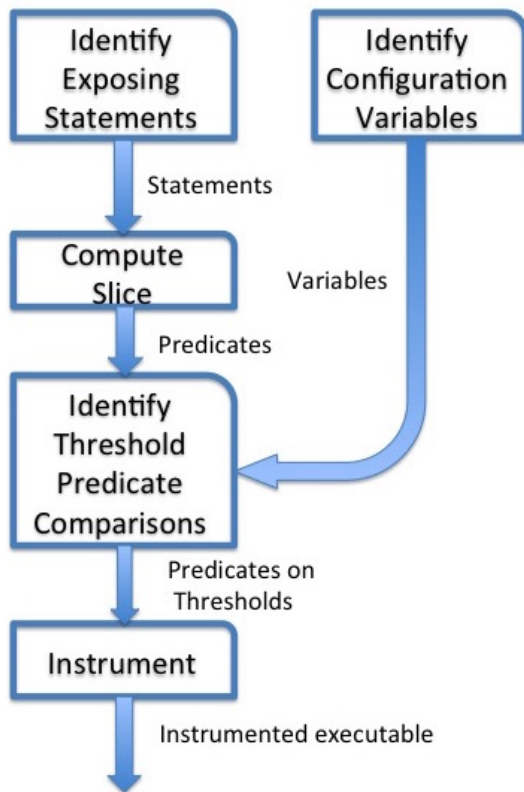 Identify
Exposing
Statements
Identify
Configuration
Variables
Statements
Compute
Slice
Variables
Predicates
Identify
Threshold
Predicate
Comparisons
Predicates on
Thresholds
Instrument
Instrumented executable